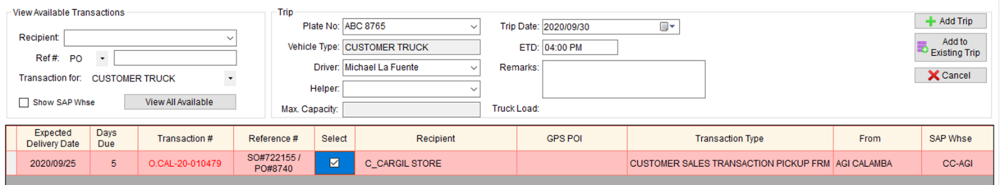 View Available Transactions
Recipient:
Ref #: PO
Transaction for: CUSTOMER TRUCK
Show SAP Whse
View All Available
Trip
Plate No: ABC 8765
Vehicle Type: CUSTOMER TRUCK
Driver: Michael La Fuente
Helper:
Max. Capacity:
Trip Date: 2020/09/30
ETD: 04:00 PM
Remarks:
Truck Load:
Add Trip
Add to
Existing Trip
Cancel
Expected
Delivery Date
Days
Due
Transaction #
Reference #
Select
Recipient
GPS POI
Transaction Type
From
SAP Whse
2020/09/25
5
O.CAL-20-010479
SO#722155 /
PO#8740
C_CARGIL STORE
CUSTOMER SALES TRANSACTION PICKUP FRM
AGI CALAMBA
CC-AGI